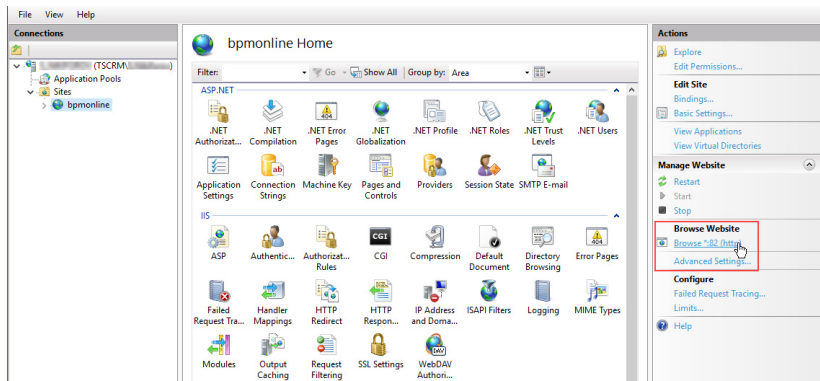 File View Help
Connections
(TSCRM\
Application Pools
Sites
bpmonline
bpmonline Home
Filter: Go Show All Group by: Area
ASP.NET
.NET Authorizat...
.NET Compilation
.NET Error Pages
.NET Globalization
.NET Profile
.NET Roles
.NET Trust Levels
.NET Users
Application Settings
Connection Strings
Machine Key
Pages and Controls
Providers
Session State
SMTP E-mail
IIS
ASP
Authentic...
Authorizat... Rules
CGI
Compression
Default Document
Directory Browsing
Error Pages
Failed Request Tra...
Handler Mappings
HTTP Redirect
HTTP Respon...
IP Address and Doma...
ISAPI Filters
Logging
MIME Types
Modules
Output Caching
Request Filtering
SSL Settings
WebDAV Authori...
Actions
Explore
Edit Permissions...
Edit Site
Bindings...
Basic Settings...
View Applications
View Virtual Directories
Manage Website
Restart
Start
Stop
Browse Website
Browse *:82 (http)
Advanced Settings...
Configure
Failed Request Tracing...
Limits...
Help